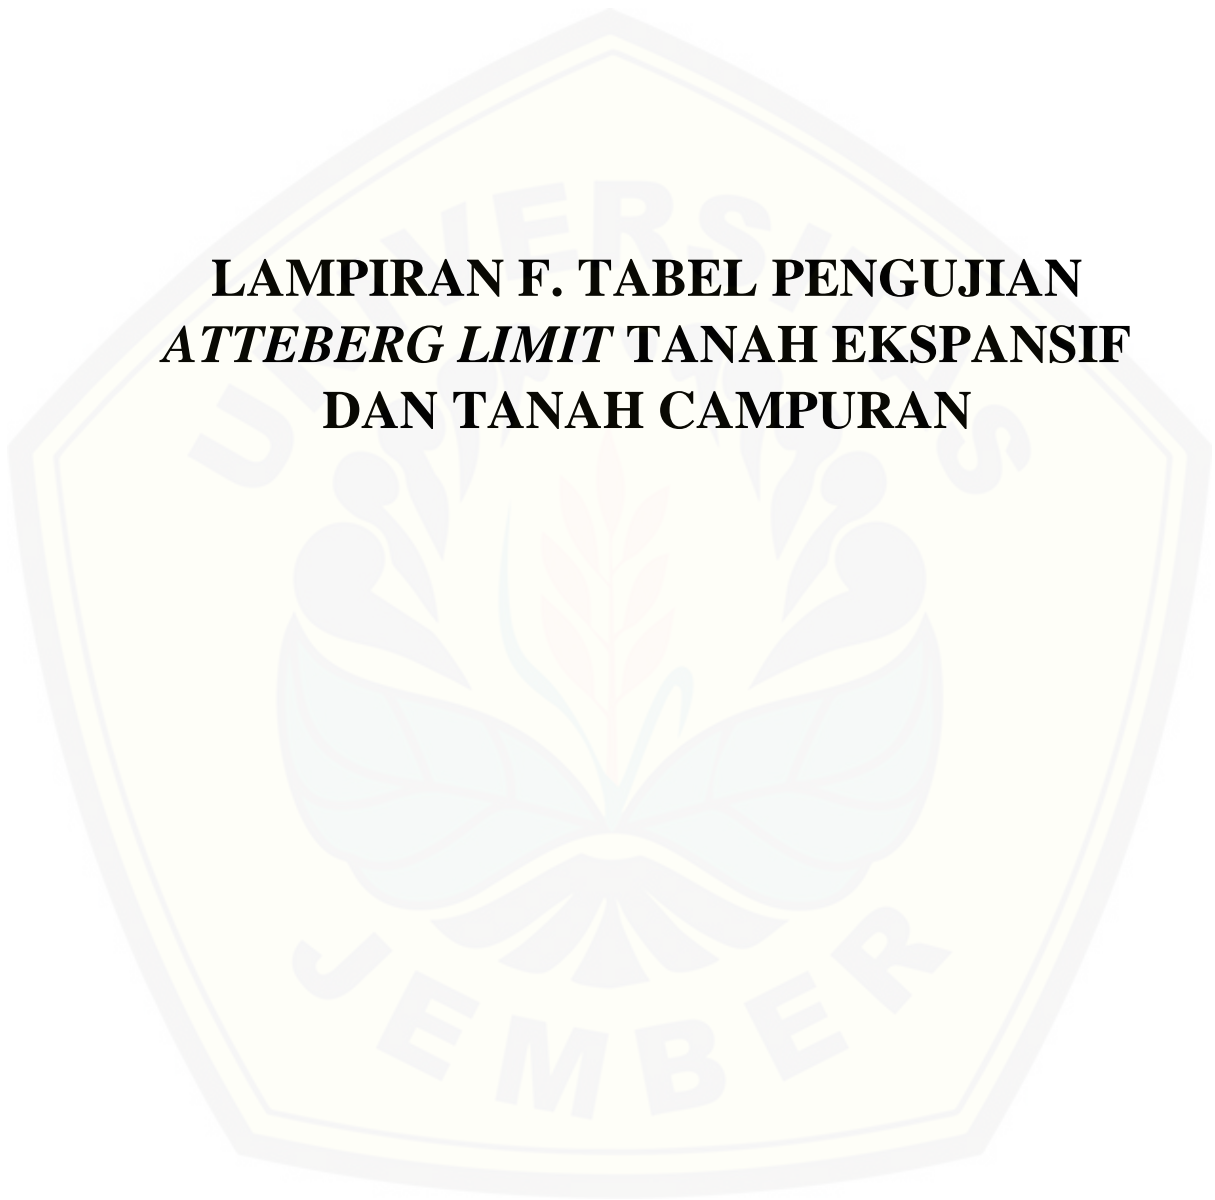 LAMPIRAN F. TABEL PENGUJIAN
ATTEBERG LIMIT TANAH EKSPANSIF
DAN TANAH CAMPURAN
UNIVERSITAS
JEMBER